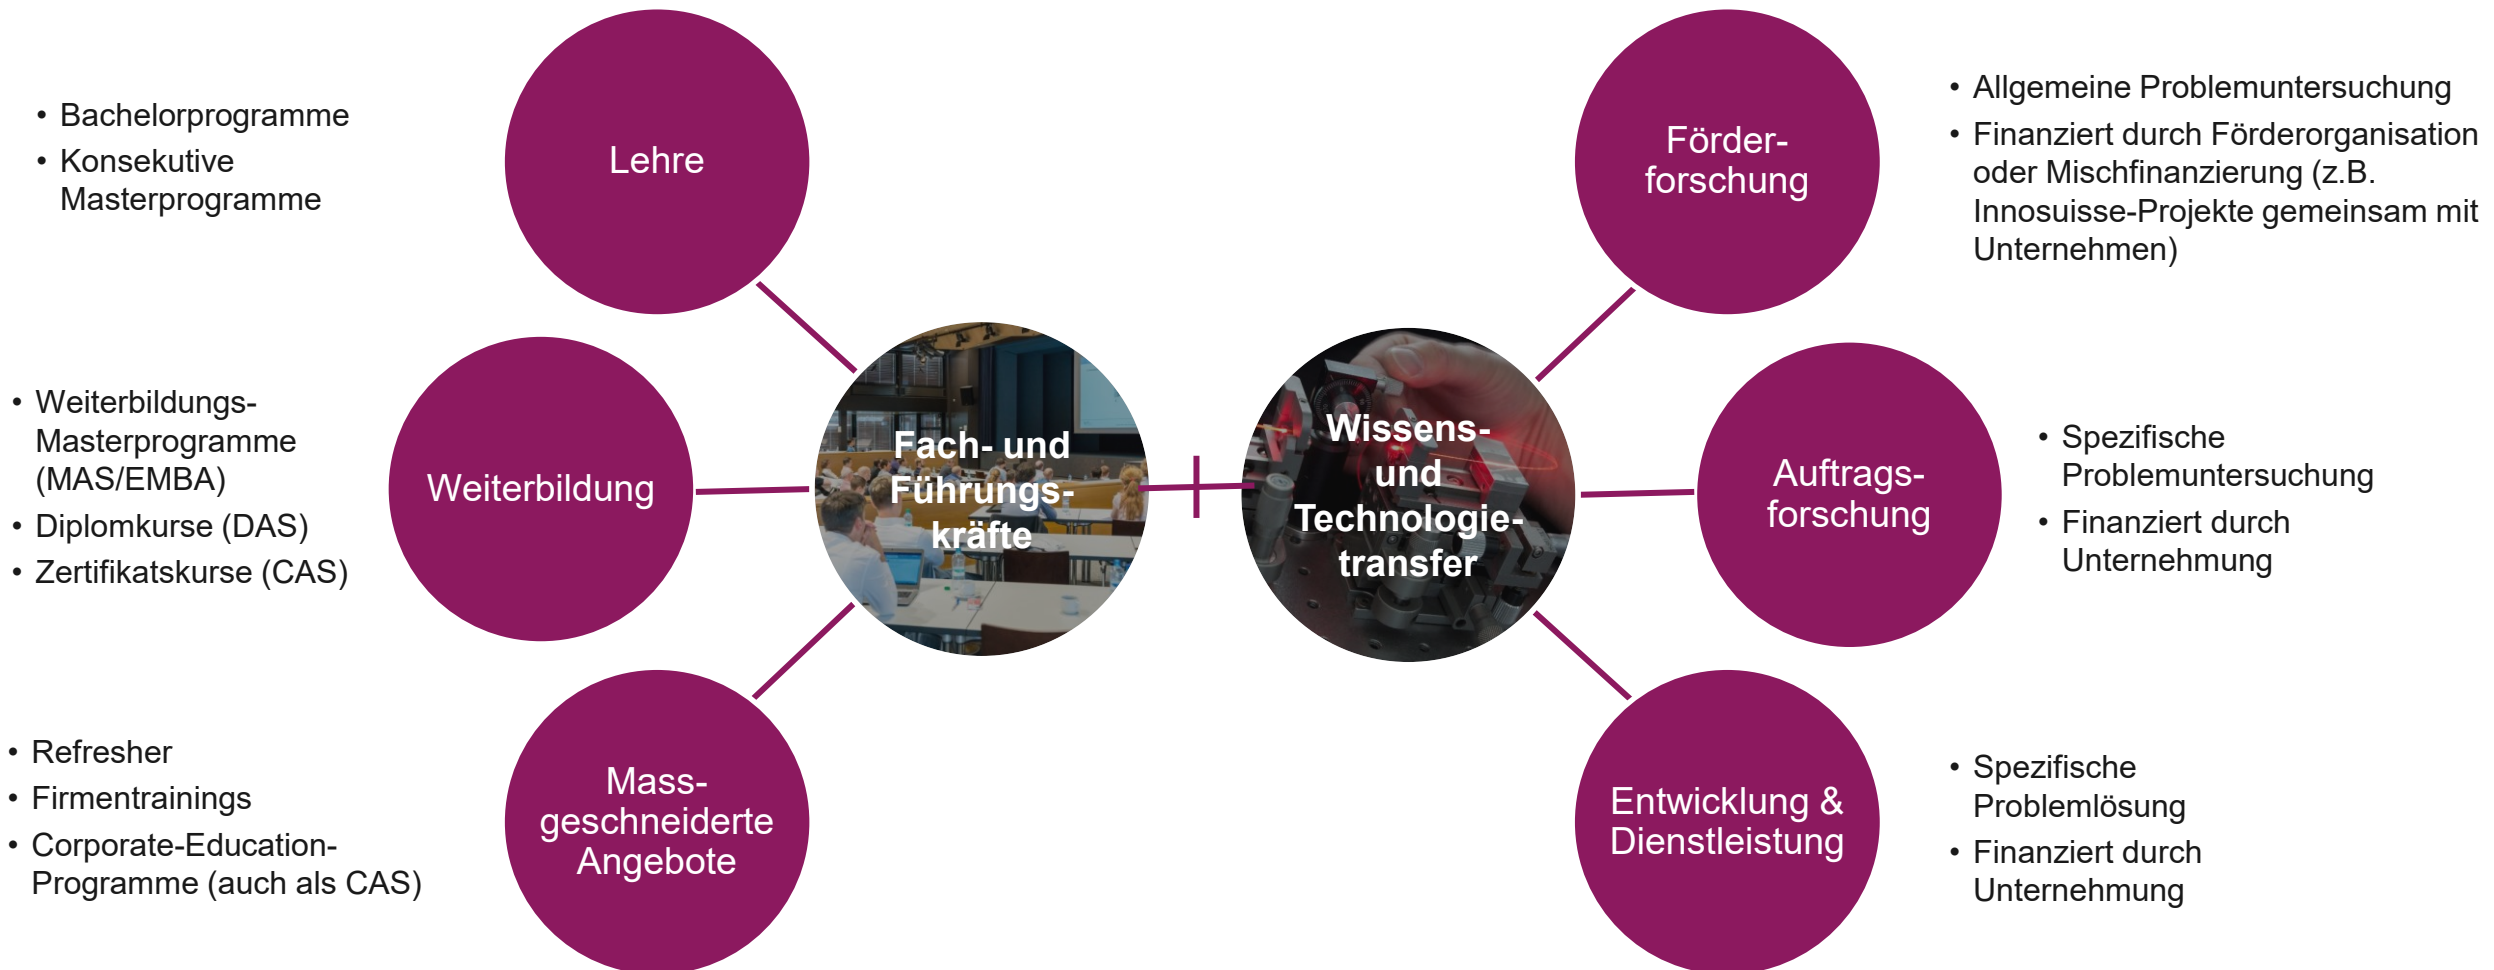 • Bachelorprogramme
• Konsekutive
Masterprogramme
Lehre
• Weiterbildungs-
Masterprogramme
(MAS/EMBA)
• Diplomkurse (DAS)
• Zertifikatskurse (CAS)
Weiterbildung
• Refresher
• Firmentrainings
• Corporate-Education-
Programme (auch als CAS)
Mass-
geschneiderte
Angebote
Fach- und
Führungs-
kräfte
Wissens-
und
Technologie-
transfer
Förder-
forschung
• Allgemeine Problemuntersuchung
• Finanziert durch Förderorganisation
oder Mischfinanzierung (z.B.
Innosuisse-Projekte gemeinsam mit
Unternehmen)
Auftrags-
forschung
• Spezifische
Problemuntersuchung
• Finanziert durch
Unternehmung
Entwicklung &
Dienstleistung
• Spezifische
Problemlösung
• Finanziert durch
Unternehmung